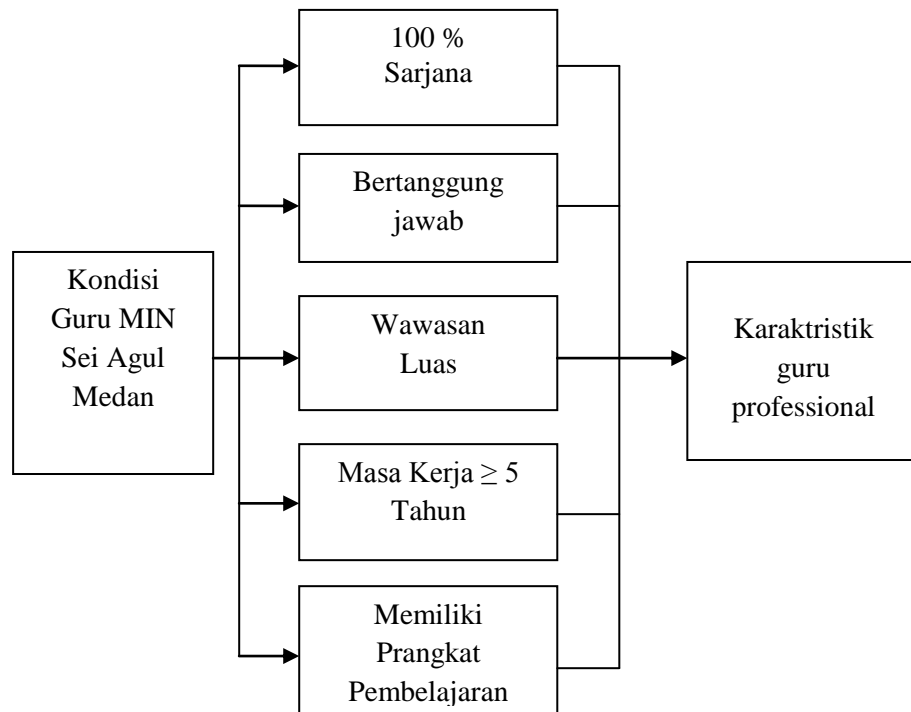 Kondisi
Guru MIN
Sei Agul
Medan
100 %
Sarjana
Bertanggung
jawab
Wawasan
Luas
Masa Kerja ≥ 5
Tahun
Memiliki
Prangkat
Pembelajaran
Karaktristik
guru
professional